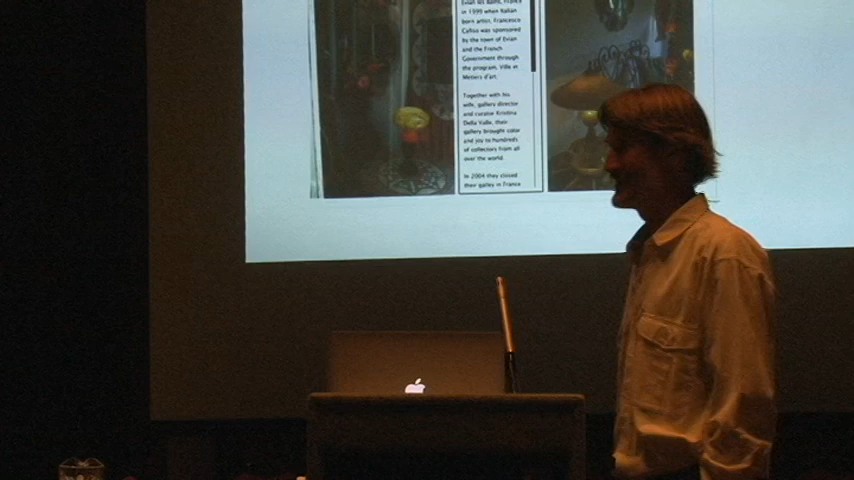 Evian les Bains, France
in 1999 when Italian
born artist, Francesco
Cafiso was sponsored
by the town of Evian
and the French
Government through
the program, Ville et
Metiers d'art.
Together with his
wife, gallery director
and curator Kristina
Della Valle, their
gallery brought color
and joy to hundreds
of collectors from all
over the world.
In 2004 they closed
their galley in France